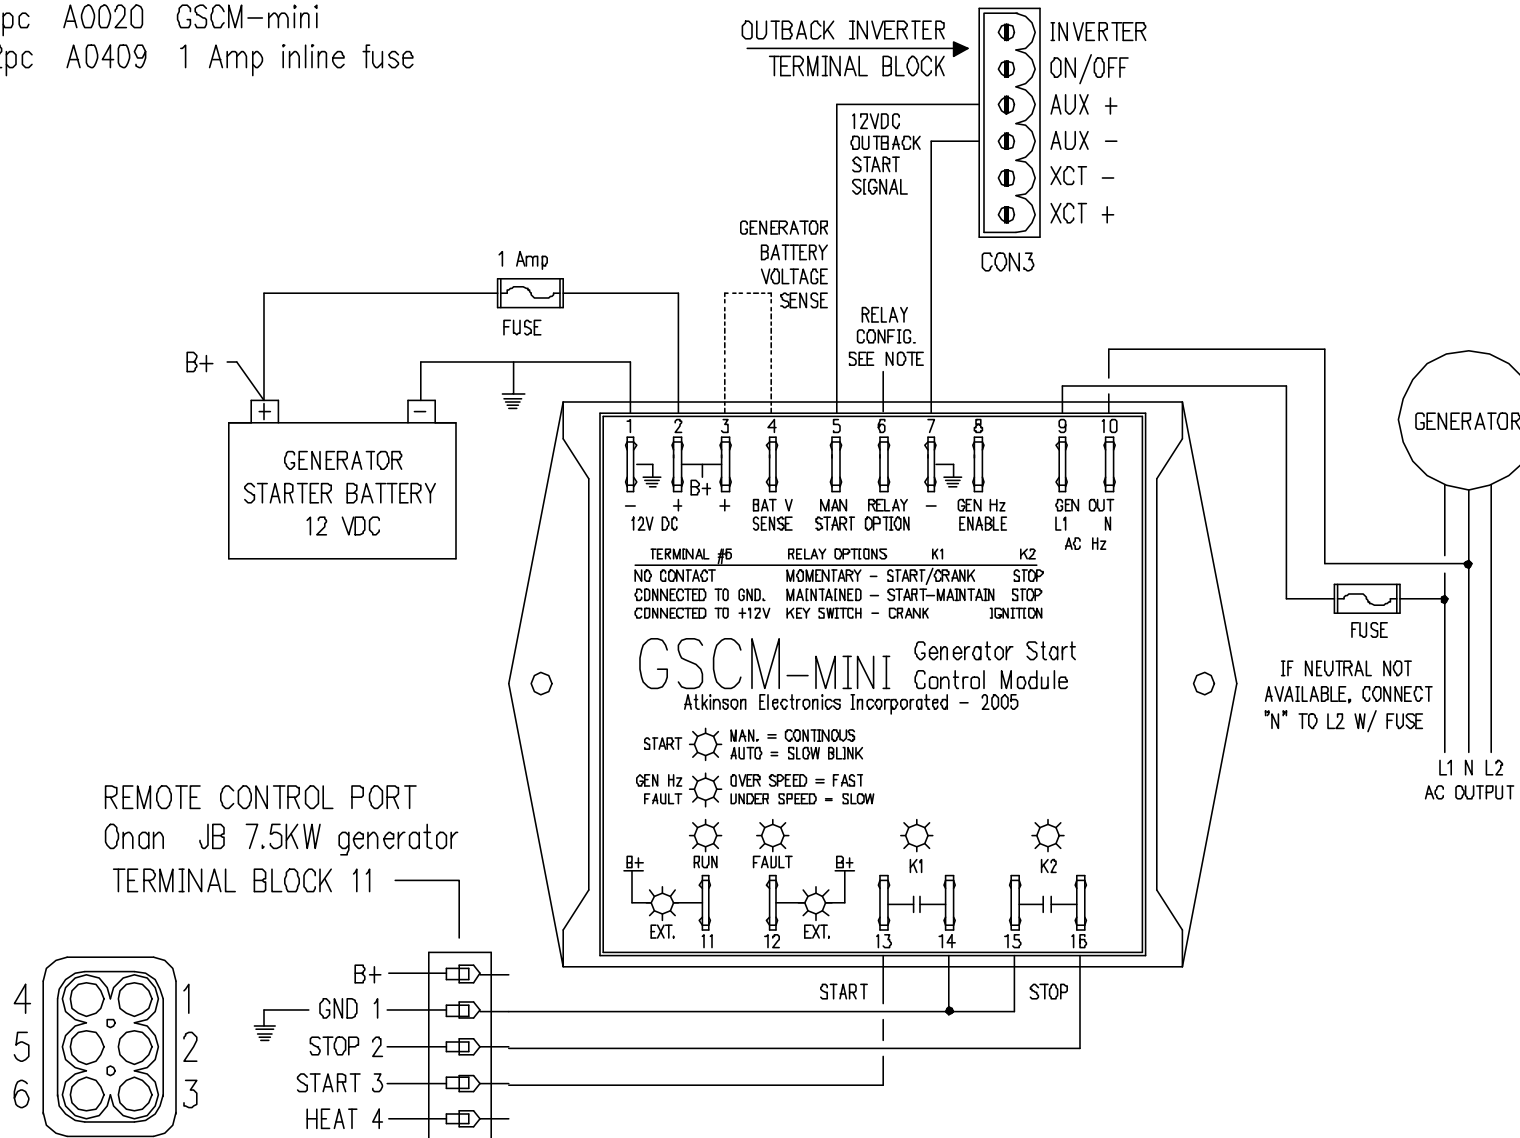 pc A0020 GSCM-mini
2pc A0409 1 Amp inline fuse
OUTBACK INVERTER
TERMINAL BLOCK
INVERTER
ON/OFF
AUX +
AUX -
XCT -
XCT +
CON3
12VDC
OUTBACK
START
SIGNAL
GENERATOR
BATTERY
VOLTAGE
SENSE
RELAY
CONFIG.
SEE NOTE
1 Amp
FUSE
B+
+ -
GENERATOR
STARTER BATTERY
12 VDC
1 2 3 4 5 6 7 8 9 10
B+
- + + BAT V MAN RELAY - GEN Hz GEN OUT
12V DC SENSE START OPTION ENABLE L1 N
AC Hz
TERMINAL #6 RELAY OPTIONS K1 K2
NO CONTACT MOMENTARY - START/CRANK STOP
CONNECTED TO GND. MAINTAINED - START-MAINTAIN STOP
CONNECTED TO +12V KEY SWITCH - CRANK IGNITION
GSCM-MINI Generator Start
Control Module
Atkinson Electronics Incorporated - 2005
START MAN. = CONTINOUS
AUTO = SLOW BLINK
GEN Hz OVER SPEED = FAST
FAULT UNDER SPEED = SLOW
RUN FAULT K1 K2
B+ B+
EXT. 11 12 EXT. 13 14 15 16
START STOP
GENERATOR
FUSE
IF NEUTRAL NOT
AVAILABLE, CONNECT
"N" TO L2 W/ FUSE
L1 N L2
AC OUTPUT
REMOTE CONTROL PORT
Onan JB 7.5KW generator
TERMINAL BLOCK 11
B+
GND 1
STOP 2
START 3
HEAT 4
4 1
5 2
6 3